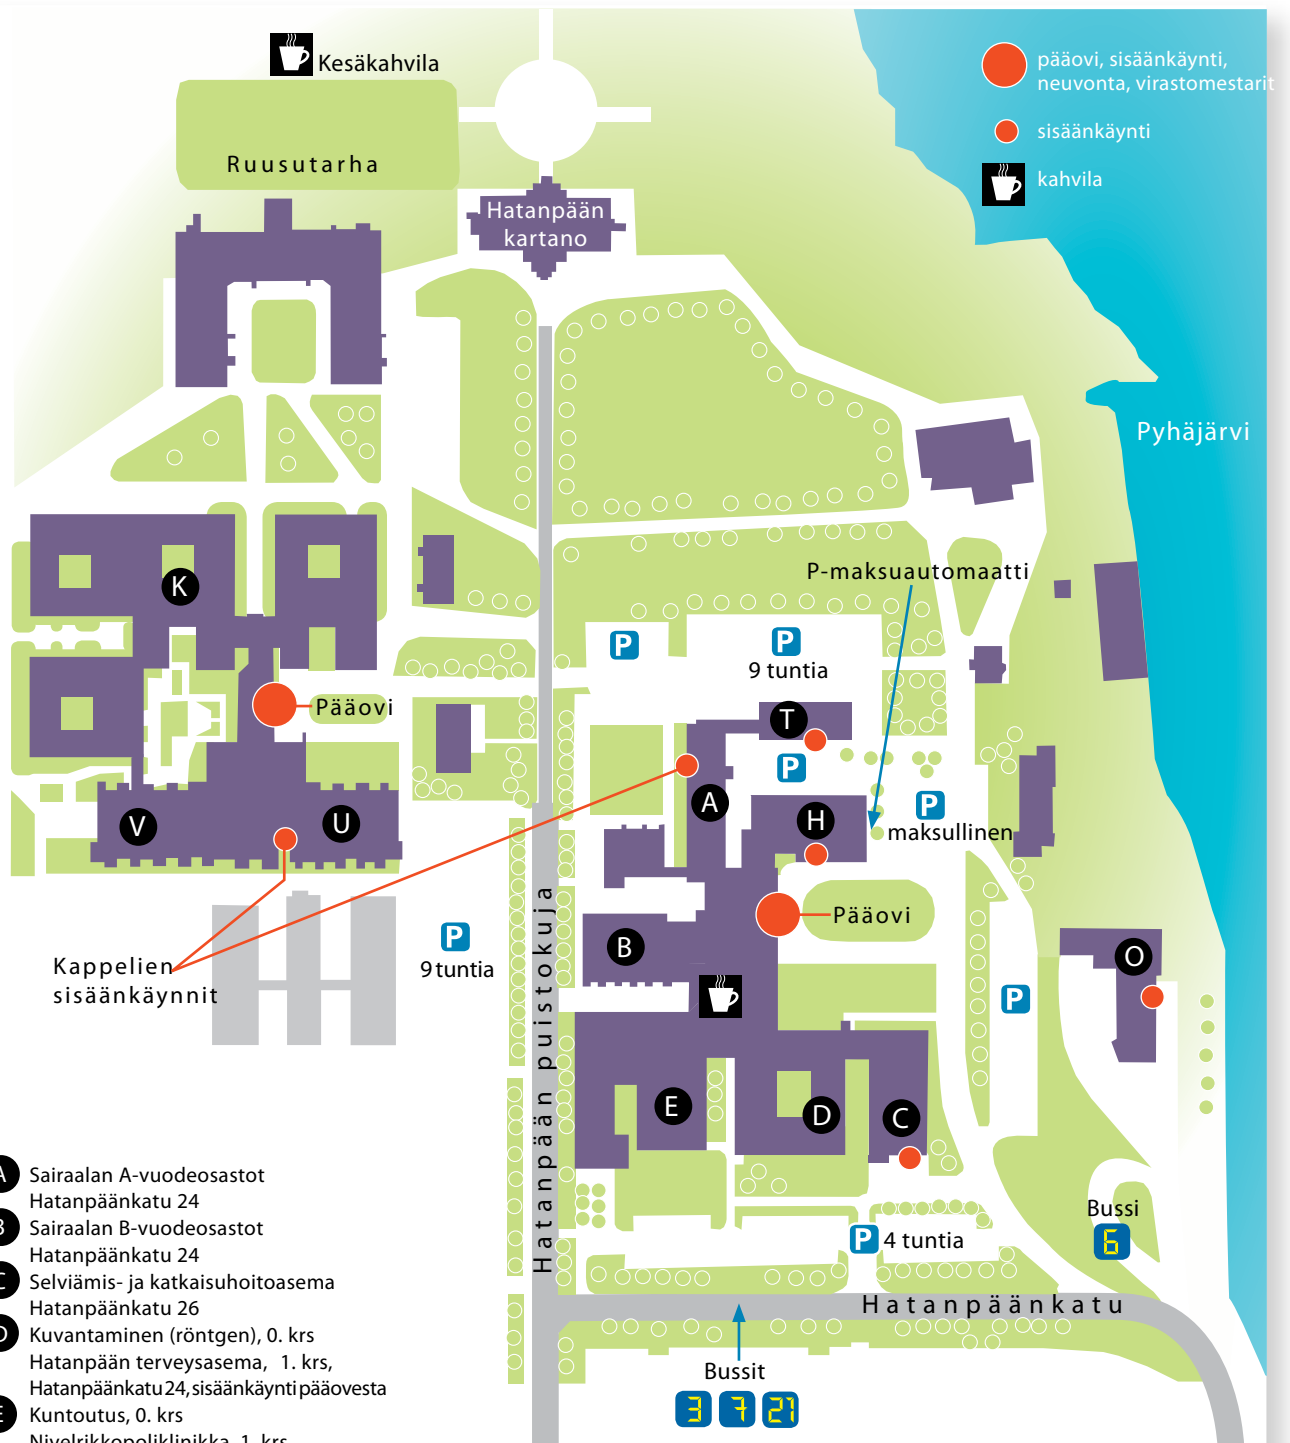 Kesäkahvila
pääovi, sisäänkäynti,
neuvonta, virastomestarit
sisäänkäynti
kahvila
Ruusutarha
Hatanpään
kartano
Pyhäjärvi
P-maksuautomaatti
K
P
P
9 tuntia
Pääovi
T
P
A
P
maksullinen
H
V
U
Pääovi
P
9 tuntia
B
O
Kappelien
sisäänkäynnit
P
Hatanpään puistokuja
E
D
C
A Sairaalan A-vuodeosastot
Hatanpäänkatu 24
B Sairaalan B-vuodeosastot
Hatanpäänkatu 24
C Selviämis- ja katkaisuhoitoasema
Hatanpäänkatu 26
D Kuvantaminen (röntgen), 0. krs
Hatanpään terveysasema, 1. krs,
Hatanpäänkatu 24, sisäänkäynti pääovesta
E Kuntoutus, 0. krs
Nivelrikkopoliklinikka, 1. krs
P 4 tuntia
Bussi
6
Hatanpäänkatu
Bussit
3 7 21